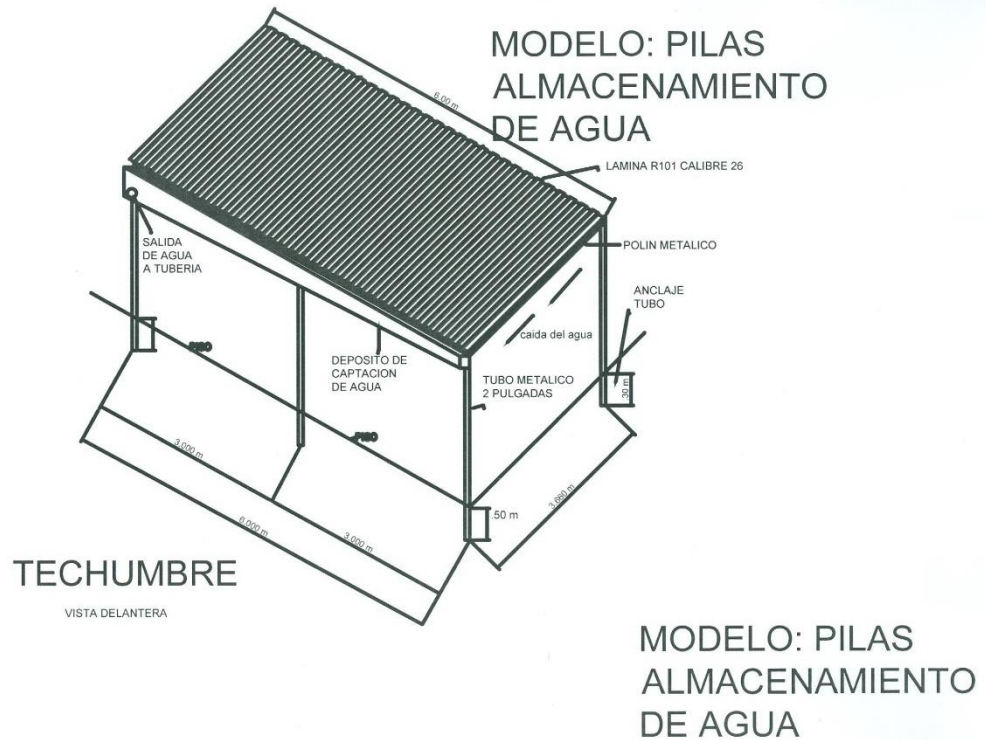 MODELO: PILAS
ALMACENAMIENTO
DE AGUA
6.00 m
LAMINA R101 CALIBRE 26
POLIN METALICO
SALIDA
DE AGUA
A TUBERIA
ANCLAJE
TUBO
caida del agua
PISO
DEPOSITO DE
CAPTACION
DE AGUA
TUBO METALICO
2 PULGADAS
.30 m
PISO
3.000 m
3.660 m
.50 m
6.000 m
3.000 m
TECHUMBRE
VISTA DELANTERA
MODELO: PILAS
ALMACENAMIENTO
DE AGUA